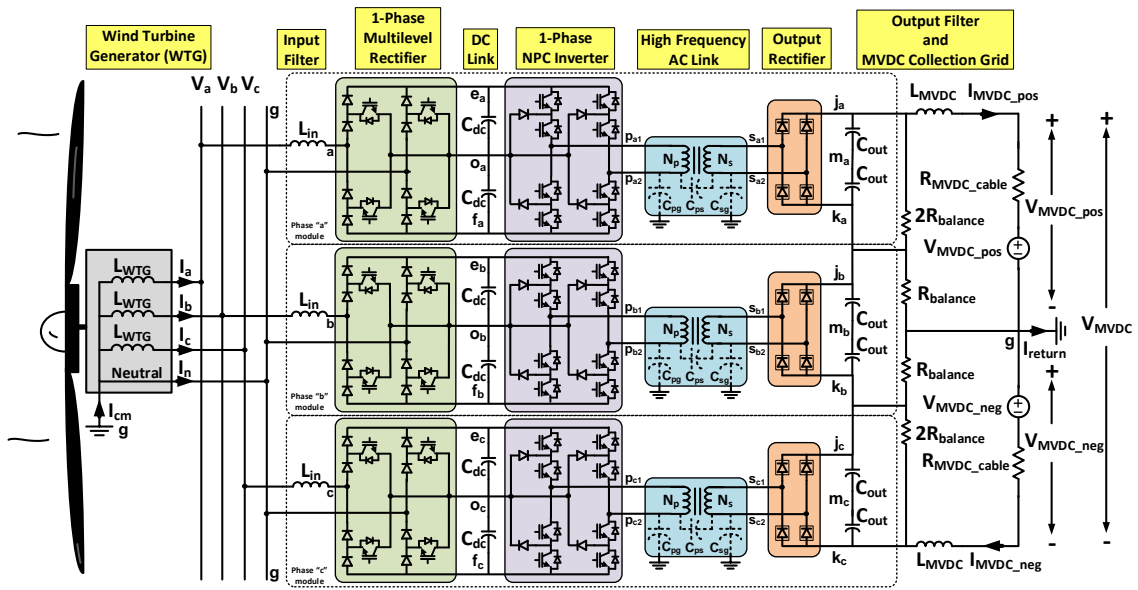 Wind Turbine
Generator (WTG)
Input
Filter
1-Phase
Multilevel
Rectifier
DC
Link
1-Phase
NPC Inverter
High Frequency
AC Link
Output
Rectifier
Output Filter
and
MVDC Collection Grid
Va Vb Vc
g
Lin
a
ea
Cdc
oa
Cdc
fa
pa1
pa2
Np Ns
Cpg Cps Csg
sa1
sa2
ja
Cout
ma
Cout
ka
Phase "a"
module
LMVDC IMVDC_pos
+
+
RMVDC_cable
VMVDC_pos
2Rbalance
VMVDC_pos
-
Rbalance
LWTG Ia
LWTG Ib
LWTG Ic
Neutral In
Icm
g
Lin
b
eb
Cdc
ob
Cdc
fb
pb1
pb2
Np Ns
Cpg Cps Csg
sb1
sb2
jb
Cout
mb
Cout
kb
Phase "b"
module
VMVDC
g
Ireturn
Rbalance
+
VMVDC_neg
2Rbalance
VMVDC_neg
RMVDC_cable
-
-
Lin
c
ec
Cdc
oc
Cdc
fc
pc1
pc2
Np Ns
Cpg Cps Csg
sc1
sc2
jc
Cout
mc
Cout
kc
Phase "c"
module
g
LMVDC IMVDC_neg